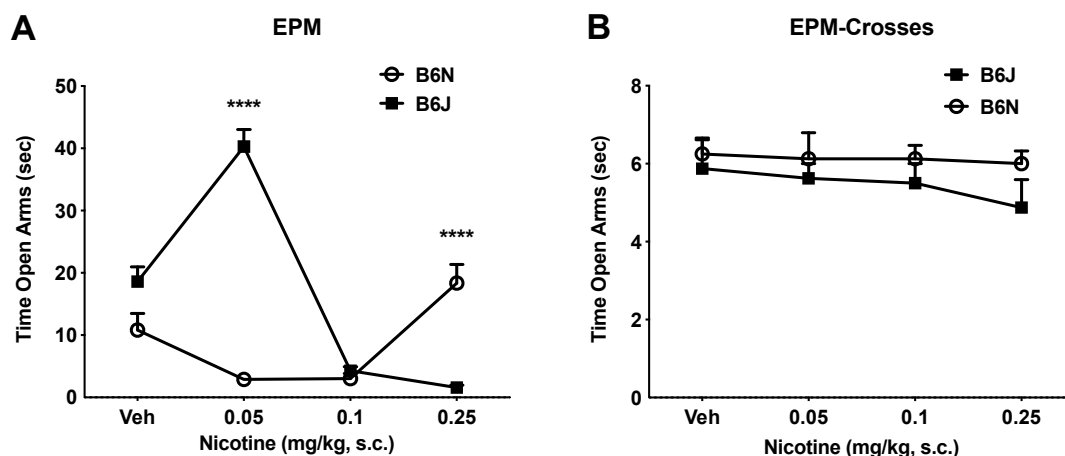 A
EPM
B6N
B6J
Time Open Arms (sec)
50
40
30
20
10
0
****
****
Veh
0.05
0.1
0.25
Nicotine (mg/kg, s.c.)
B
EPM-Crosses
B6J
B6N
Time Open Arms (sec)
8
6
4
2
0
Veh
0.05
0.1
0.25
Nicotine (mg/kg, s.c.)